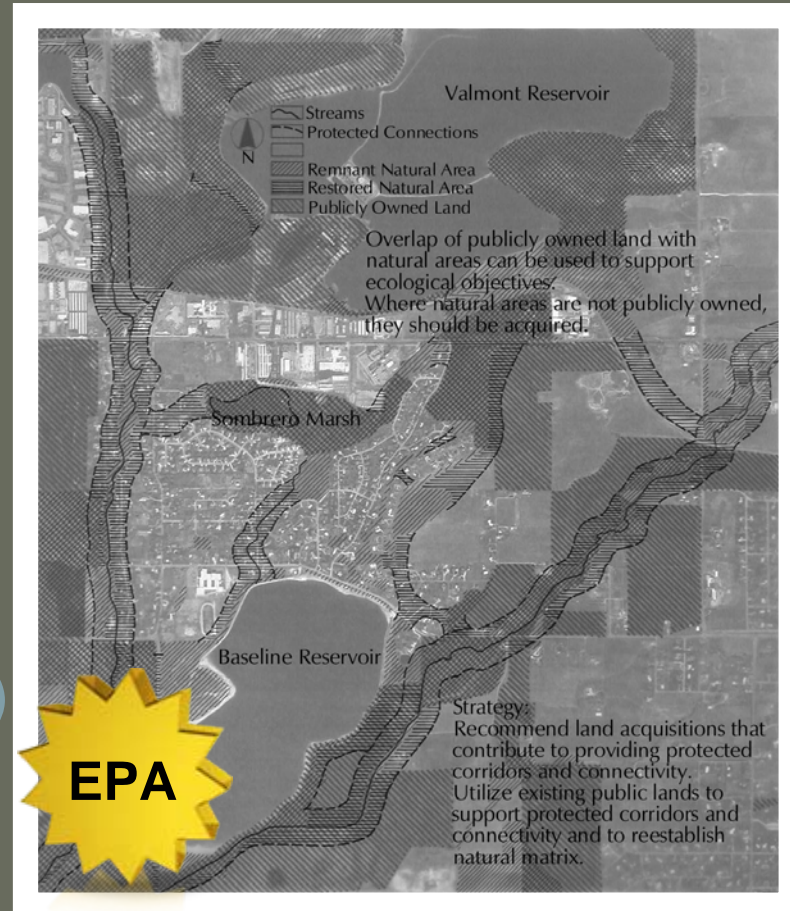 Valmont Reservoir
Streams
Protected Connections
N
Remnant Natural Area
Restored Natural Area
Publicly Owned Land
Overlap of publicly owned land with
natural areas can be used to support
ecological objectives.
Where natural areas are not publicly owned,
they should be acquired.
Sombrero Marsh
Baseline Reservoir
Strategy:
Recommend land acquisitions that
contribute to providing protected
corridors and connectivity.
Utilize existing public lands to
support protected corridors and
connectivity and to reestablish
natural matrix.
EPA